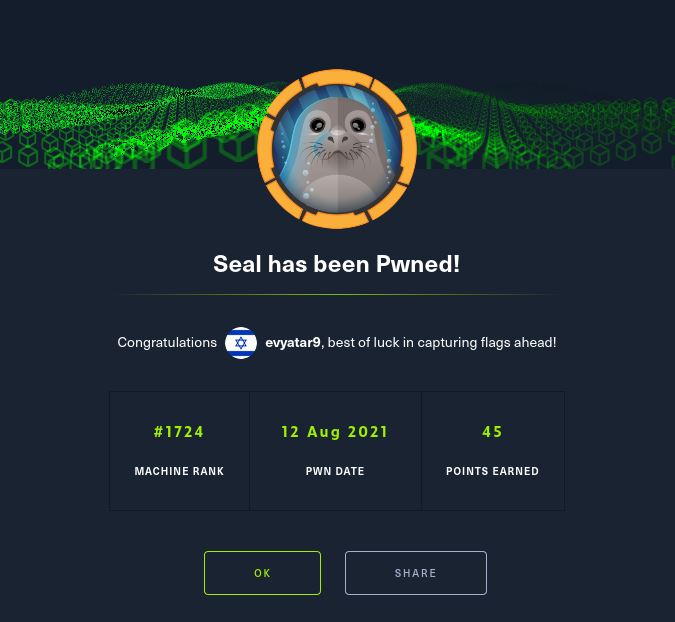 Seal has been Pwned!
Congratulations evyatar9, best of luck in capturing flags ahead!
#1724
MACHINE RANK
12 Aug 2021
PWN DATE
45
POINTS EARNED
OK
SHARE